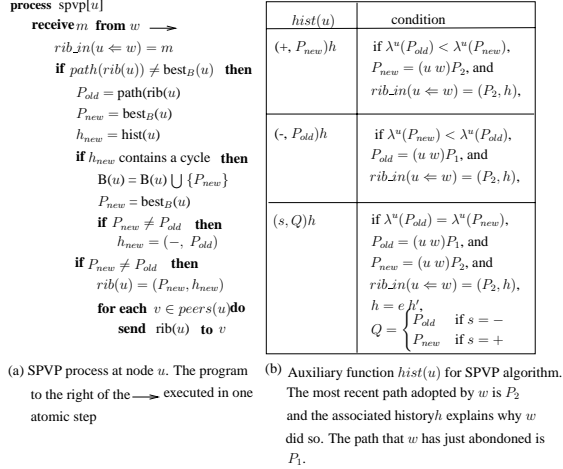 process spvp[u]
receive m from w ⟶
rib_in(u ⇐ w) = m
if path(rib(u)) ≠ best_B(u) then
P_old = path(rib(u)
P_new = best_B(u)
h_new = hist(u)
if h_new contains a cycle then
B(u) = B(u) ⋃ {P_new}
P_new = best_B(u)
if P_new ≠ P_old then
h_new = (−, P_old)
if P_new ≠ P_old then
rib(u) = (P_new, h_new)
for each v ∈ peers(u)do
send rib(u) to v
(a) SPVP process at node u. The program
to the right of the ⟶ executed in one
atomic step
hist(u) condition
(+, P_new)h if λ^u(P_old) < λ^u(P_new),
P_new = (u w)P_2, and
rib_in(u ⇐ w) = (P_2, h),
(-, P_old)h if λ^u(P_new) < λ^u(P_old),
P_old = (u w)P_1, and
rib_in(u ⇐ w) = (P_2, h),
(s, Q)h if λ^u(P_old) = λ^u(P_new),
P_old = (u w)P_1, and
P_new = (u w)P_2, and
rib_in(u ⇐ w) = (P_2, h),
h = e h′,
Q = { P_old if s = −
P_new if s = +
(b) Auxiliary function hist(u) for SPVP algorithm.
The most recent path adopted by w is P_2
and the associated historyh explains why w
did so. The path that w has just abondoned is
P_1.